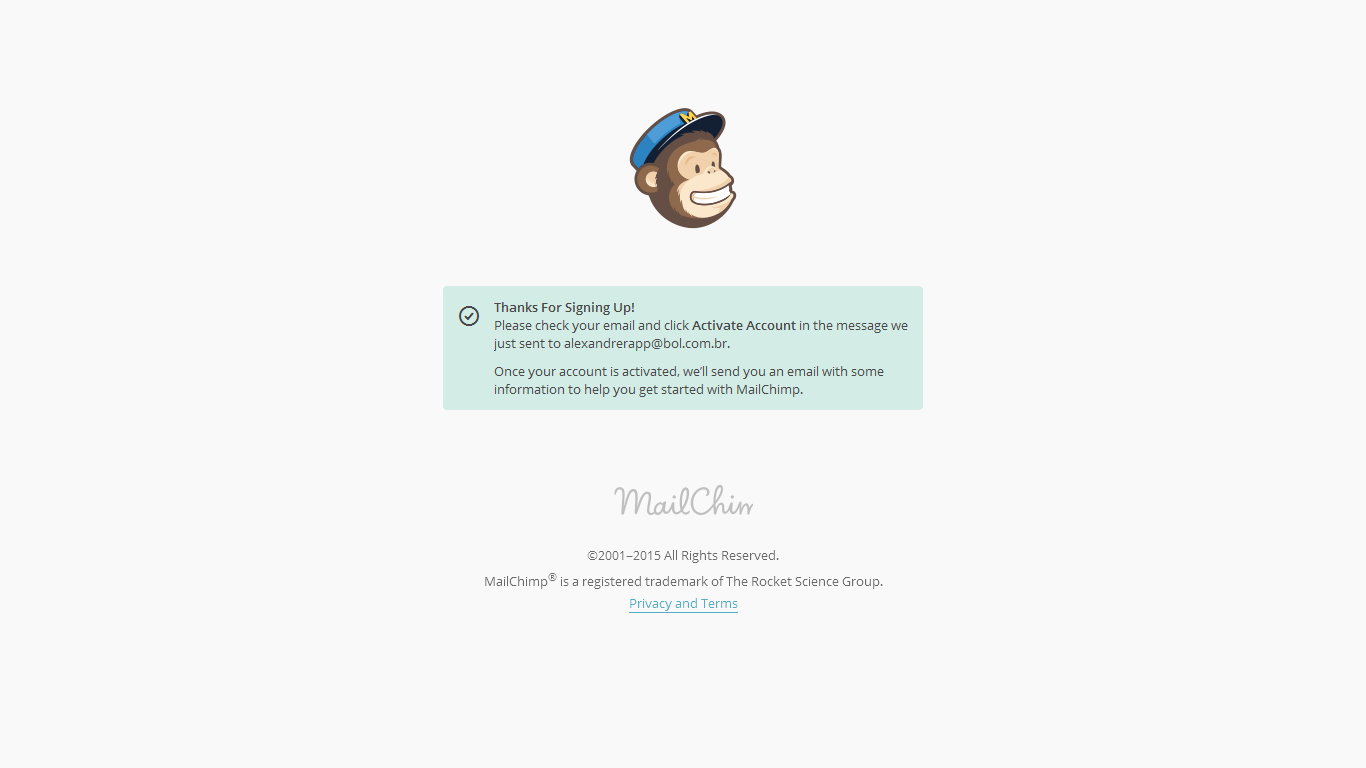 M
Thanks For Signing Up!
Please check your email and click Activate Account in the message we
just sent to alexandrerapp@bol.com.br.
Once your account is activated, we'll send you an email with some
information to help you get started with MailChimp.
MailChim
©2001–2015 All Rights Reserved.
MailChimp® is a registered trademark of The Rocket Science Group.
Privacy and Terms